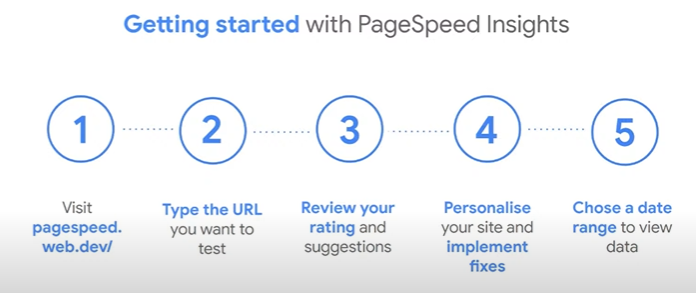 Getting started with PageSpeed Insights
1
2
3
4
5
Visit
pagespeed.
web.dev/
Type the URL
you want to
test
Review your
rating and
suggestions
Personalise
your site and
implement
fixes
Chose a date
range to view
data